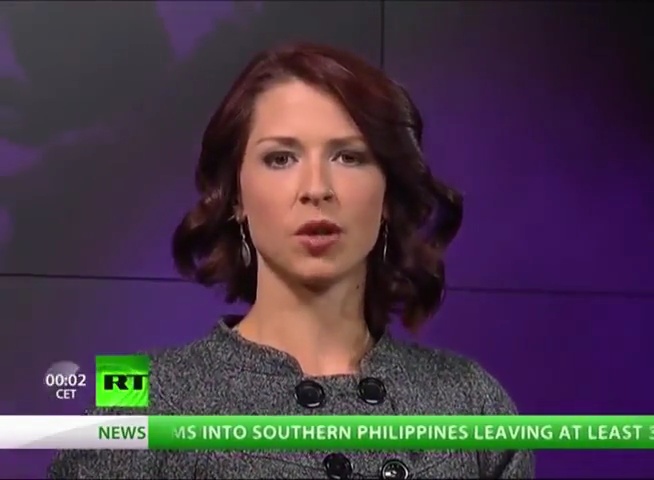 00:02
CET
RT
NEWS
MS INTO SOUTHERN PHILIPPINES LEAVING AT LEAST